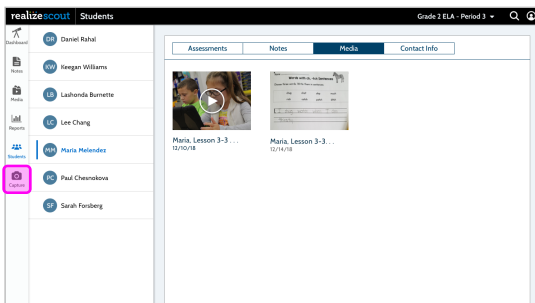 realizescout Students
Grade 2 ELA - Period 3
Dashboard
Notes
Media
Reports
Students
Capture
DR Daniel Rahal
KW Keegan Williams
LB Lashonda Burnette
LC Lee Chang
MM Maria Melendez
PC Paul Chesnokova
SF Sarah Forsberg
Assessments Notes Media Contact Info
Maria, Lesson 3-3 . . .
12/10/18
Maria, Lesson 3-3. . .
12/14/18